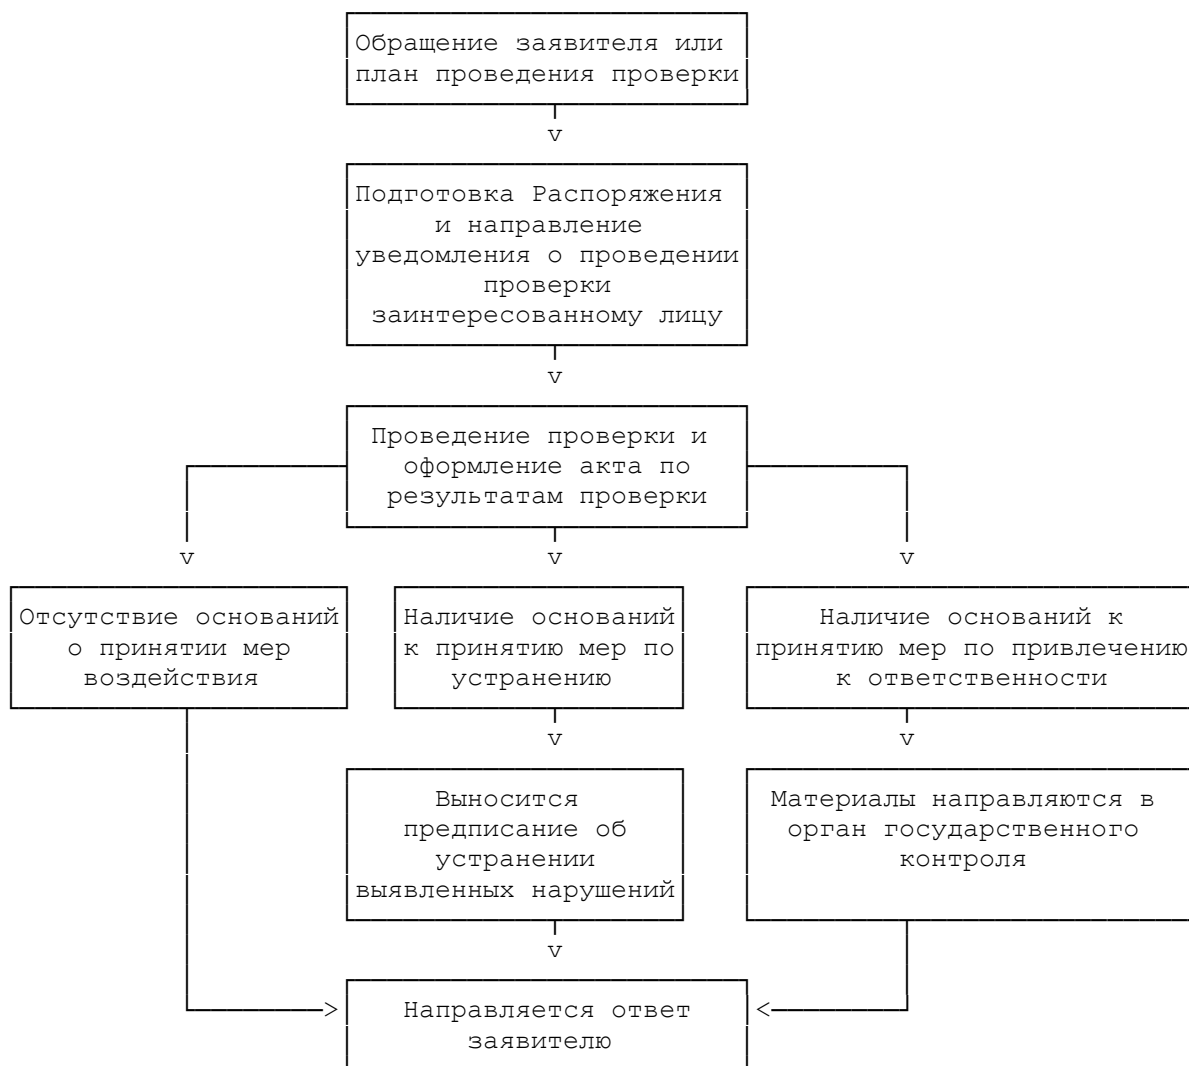 Обращение заявителя или
план проведения проверки
v
Подготовка Распоряжения
и направление
уведомления о проведении
проверки
заинтересованному лицу
v
Проведение проверки и
оформление акта по
результатам проверки
v
v
v
Отсутствие оснований
о принятии мер
воздействия
Наличие оснований
к принятию мер по
устранению
Наличие оснований к
принятию мер по привлечению
к ответственности
v
v
Выносится
предписание об
устранении
выявленных нарушений
Материалы направляются в
орган государственного
контроля
v
>
Направляется ответ
заявителю
<